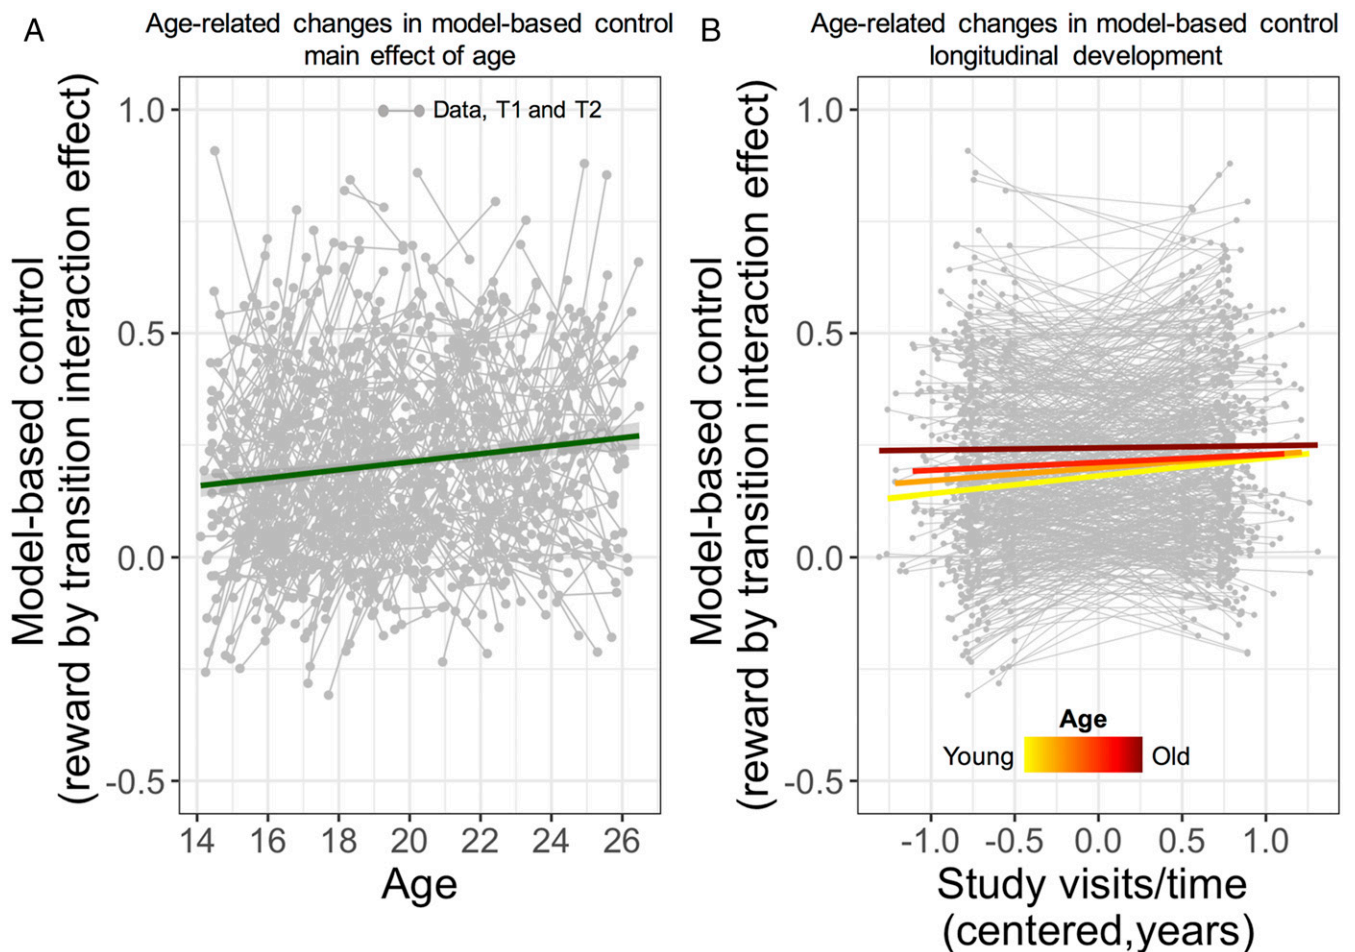 A
Age-related changes in model-based control
main effect of age
Model-based control
(reward by transition interaction effect)
1.0
0.5
0.0
-0.5
Data, T1 and T2
14 16 18 20 22 24 26
Age
B
Age-related changes in model-based control
longitudinal development
Model-based control
(reward by transition interaction effect)
1.0
0.5
0.0
-0.5
Age
Young Old
-1.0 -0.5 0.0 0.5 1.0
Study visits/time
(centered,years)